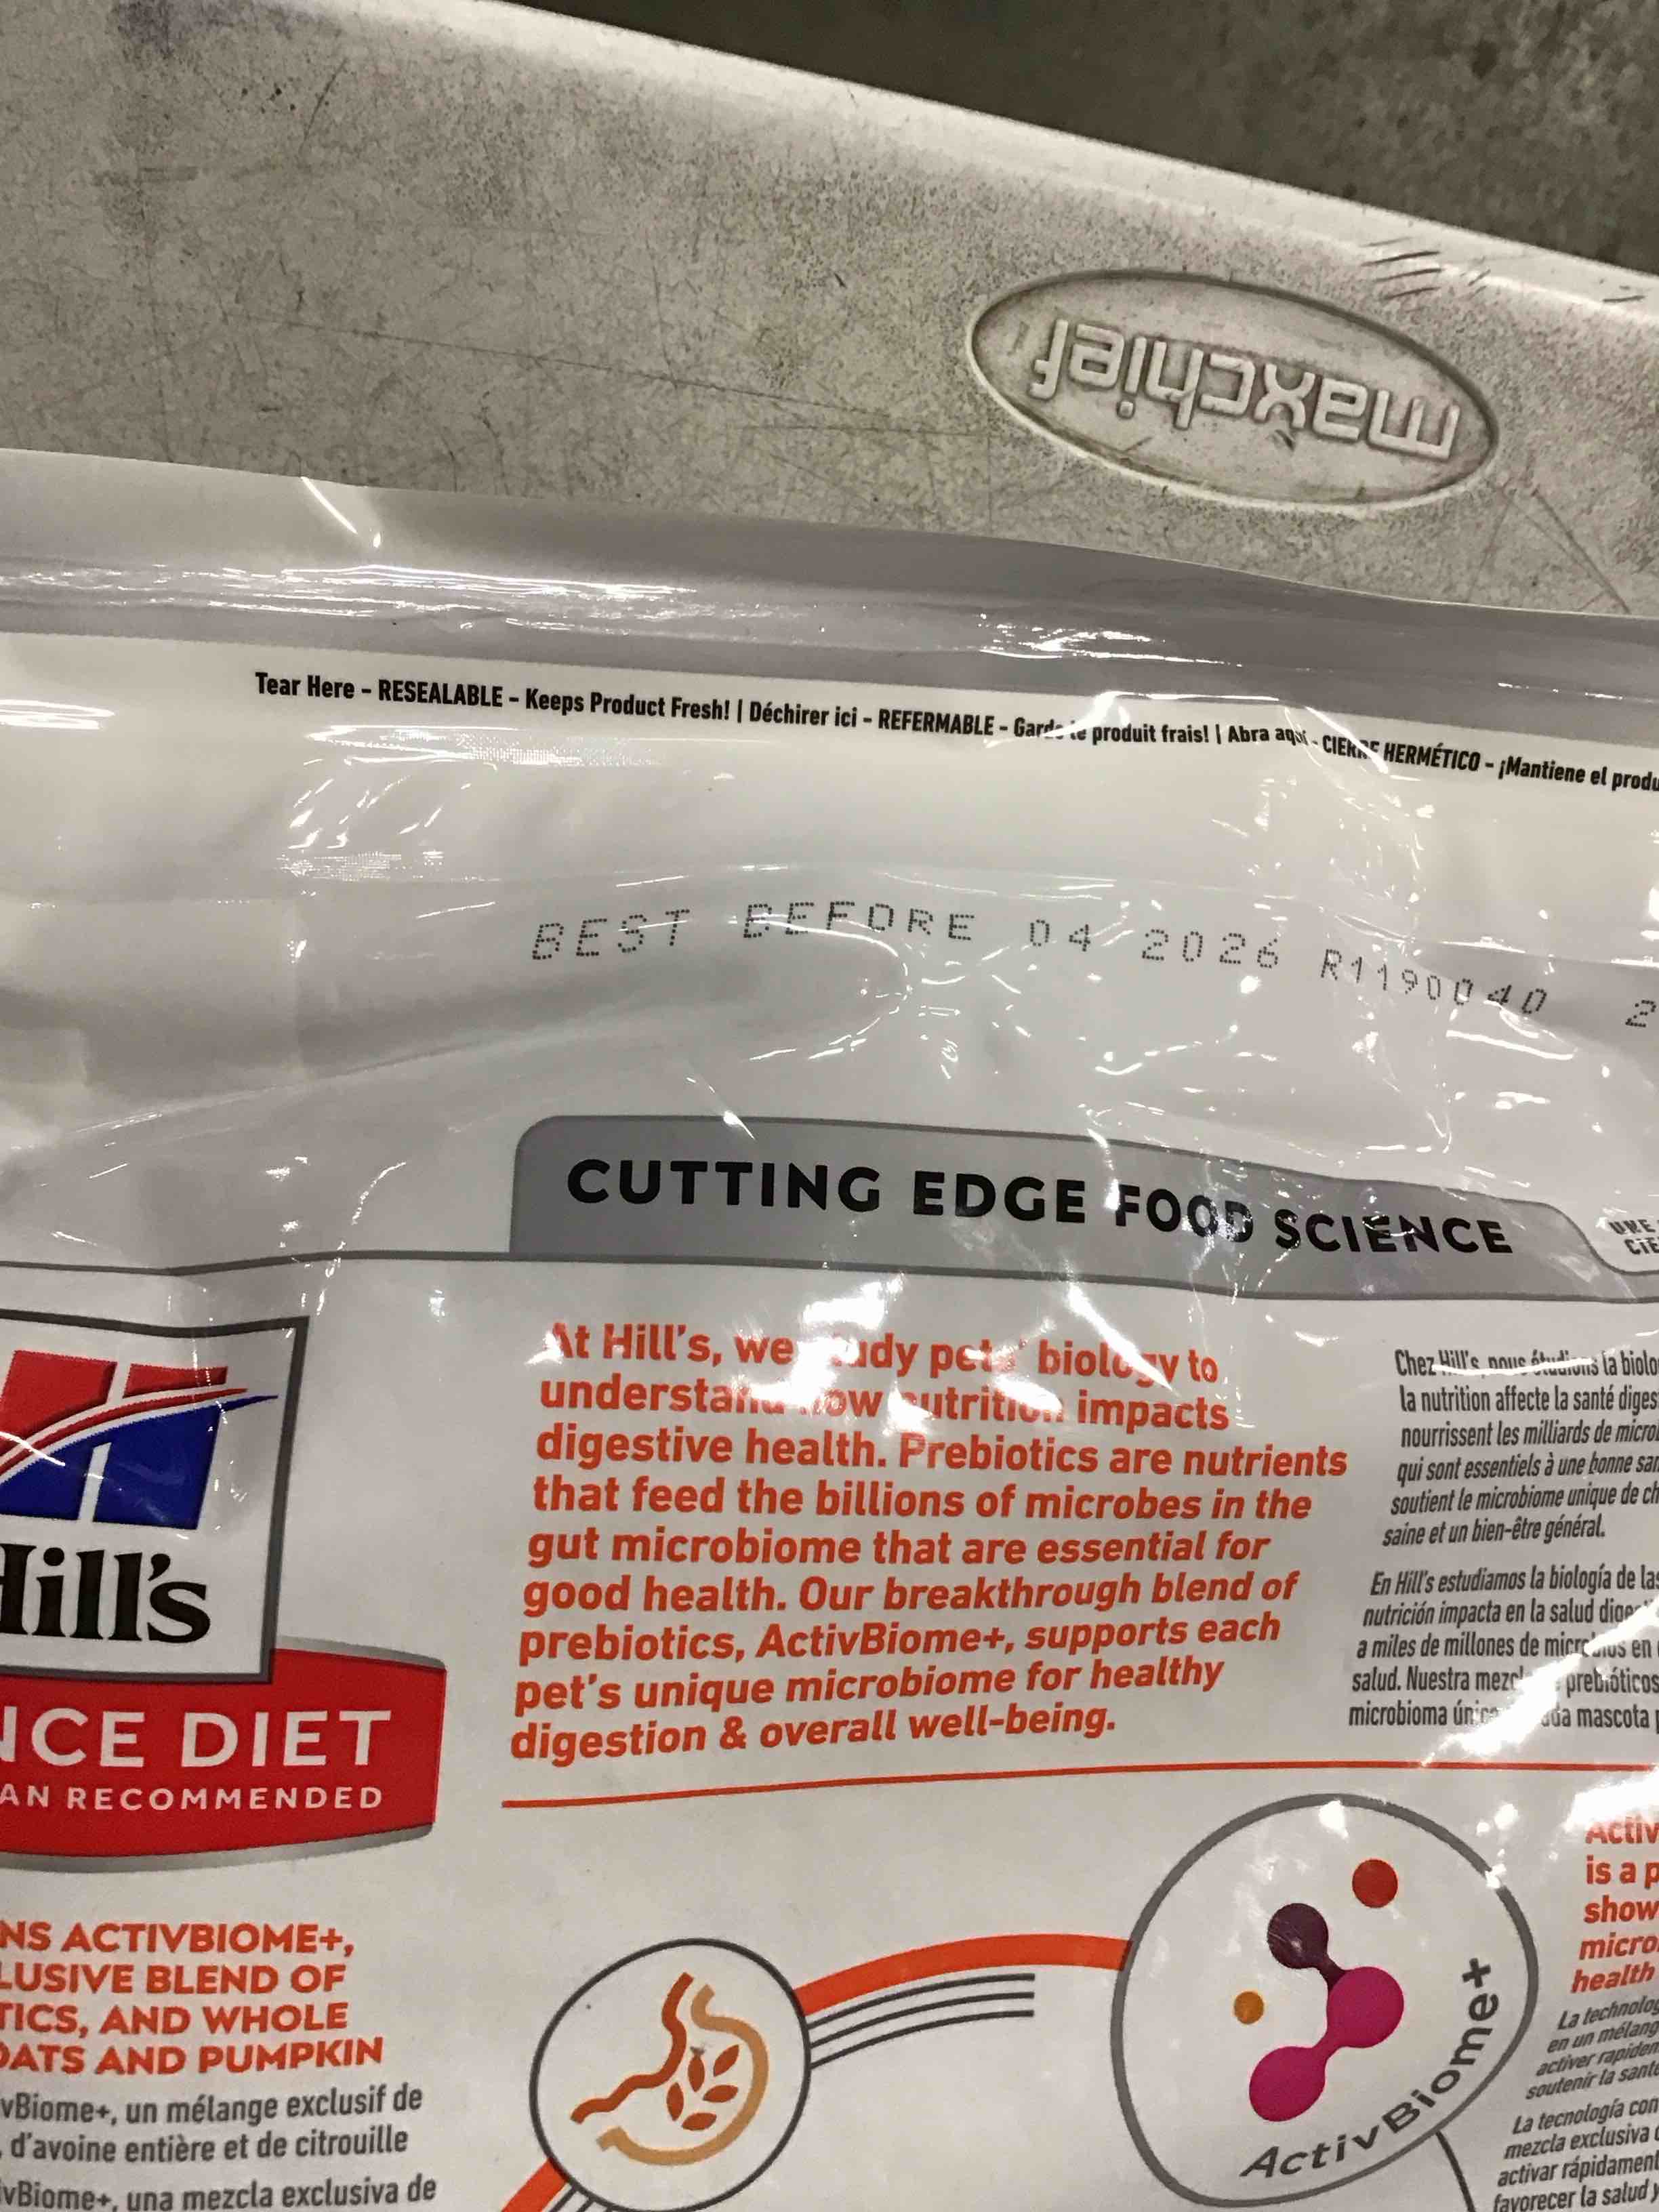 maxchief
Tear Here - RESEALABLE - Keeps Product Fresh! | Déchirer ici - REFERMABLE - Garde le produit frais! | Abra aquí - CIERRE HERMÉTICO - ¡Mantiene el produ
BEST BEFORE 04 2026 R1190040 2
CUTTING EDGE FOOD SCIENCE
UNE
CIE
At Hill's, we study pets' biology to
understand how nutrition impacts
digestive health. Prebiotics are nutrients
that feed the billions of microbes in the
gut microbiome that are essential for
good health. Our breakthrough blend of
prebiotics, ActivBiome+, supports each
pet's unique microbiome for healthy
digestion & overall well-being.
Chez Hill's nous étudions la biolo
la nutrition affecte la santé diges
nourrissent les milliards de microb
qui sont essentiels à une bonne san
soutient le microbiome unique de ch
saine et un bien-être général.
En Hill's estudiamos la biología de las
nutrición impacta en la salud diges
a miles de millones de microbios en
salud. Nuestra mezcla prebióticos
microbioma único cada mascota p
Hill's
NCE DIET
AN RECOMMENDED
NS ACTIVBIOME+,
LUSIVE BLEND OF
TICS, AND WHOLE
OATS AND PUMPKIN
vBiome+, un mélange exclusif de
d'avoine entière et de citrouille
ivBiome+, una mezcla exclusiva de
ActivBiome+
Activ
is a p
show
micro
health
La technolog
en un mélang
activer rapidem
soutenir la santé
La tecnología con
mezcla exclusiva
activar rápidament
favorecer la salud y